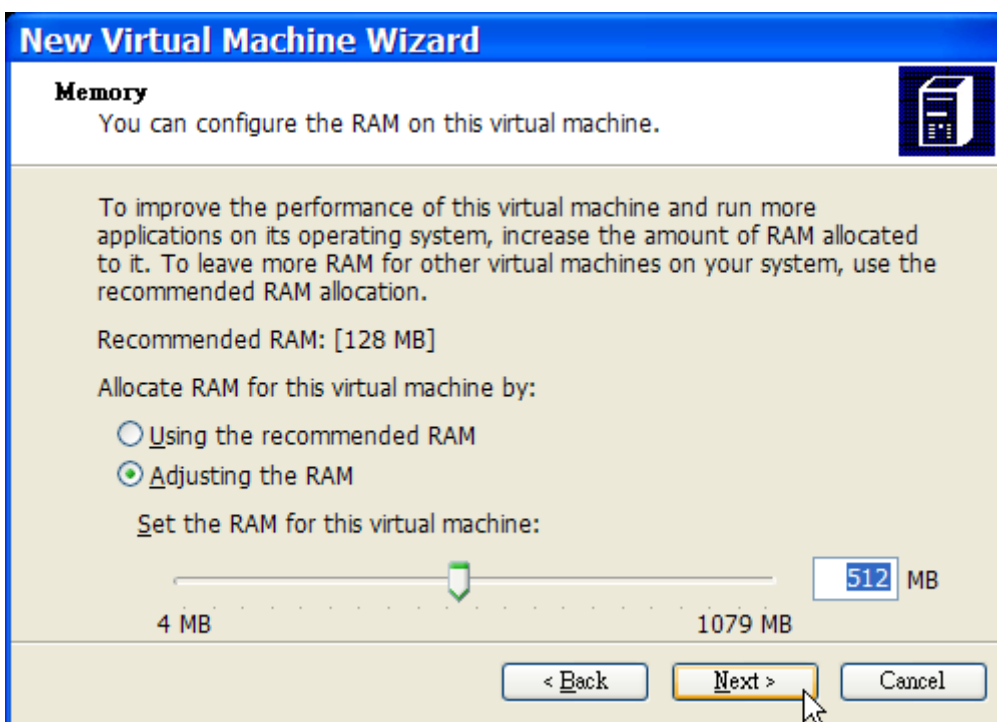 New Virtual Machine Wizard
Memory
You can configure the RAM on this virtual machine.
To improve the performance of this virtual machine and run more
applications on its operating system, increase the amount of RAM allocated
to it. To leave more RAM for other virtual machines on your system, use the
recommended RAM allocation.
Recommended RAM: [128 MB]
Allocate RAM for this virtual machine by:
Using the recommended RAM
Adjusting the RAM
Set the RAM for this virtual machine:
512 MB
4 MB 1079 MB
< Back Next > Cancel